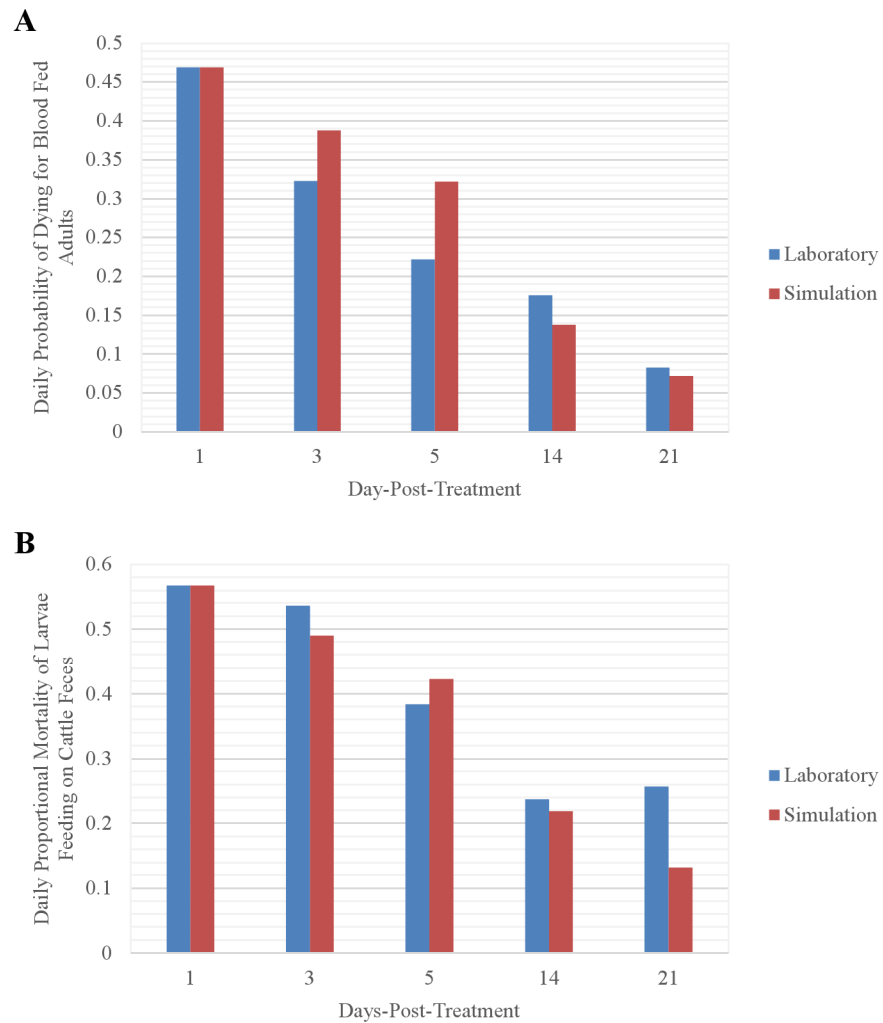 A
0.5
0.45
0.4
0.35
0.3
0.25
0.2
0.15
0.1
0.05
0
Daily Probability of Dying for Blood Fed
Adults
1 3 5 14 21
Day-Post-Treatment
Laboratory
Simulation
B
0.6
0.5
0.4
0.3
0.2
0.1
0
Daily Proportional Mortality of Larvae
Feeding on Cattle Feces
1 3 5 14 21
Days-Post-Treatment
Laboratory
Simulation